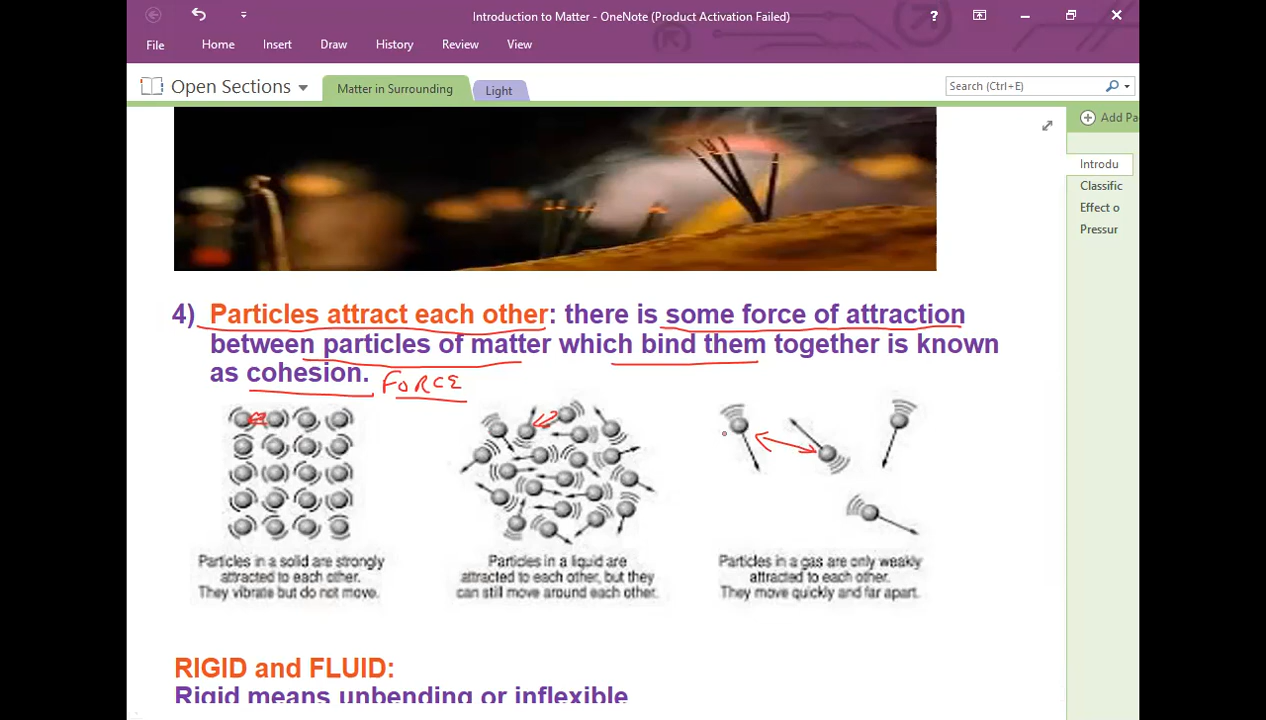 Introduction to Matter - OneNote (Product Activation Failed)
?
File
Home
Insert
Draw
History
Review
View
Open Sections
Matter in Surrounding
Light
Search (Ctrl+E)
Add Pa
Introdu
Classific
Effect o
Pressur
4) Particles attract each other: there is some force of attraction
between particles of matter which bind them together is known
as cohesion. FORCE
Particles in a solid are strongly
attracted to each other.
They vibrate but do not move.
Particles in a liquid are
attracted to each other, but they
can still move around each other.
Particles in a gas are only weakly
attracted to each other.
They move quickly and far apart.
RIGID and FLUID:
Rigid means unbending or inflexible